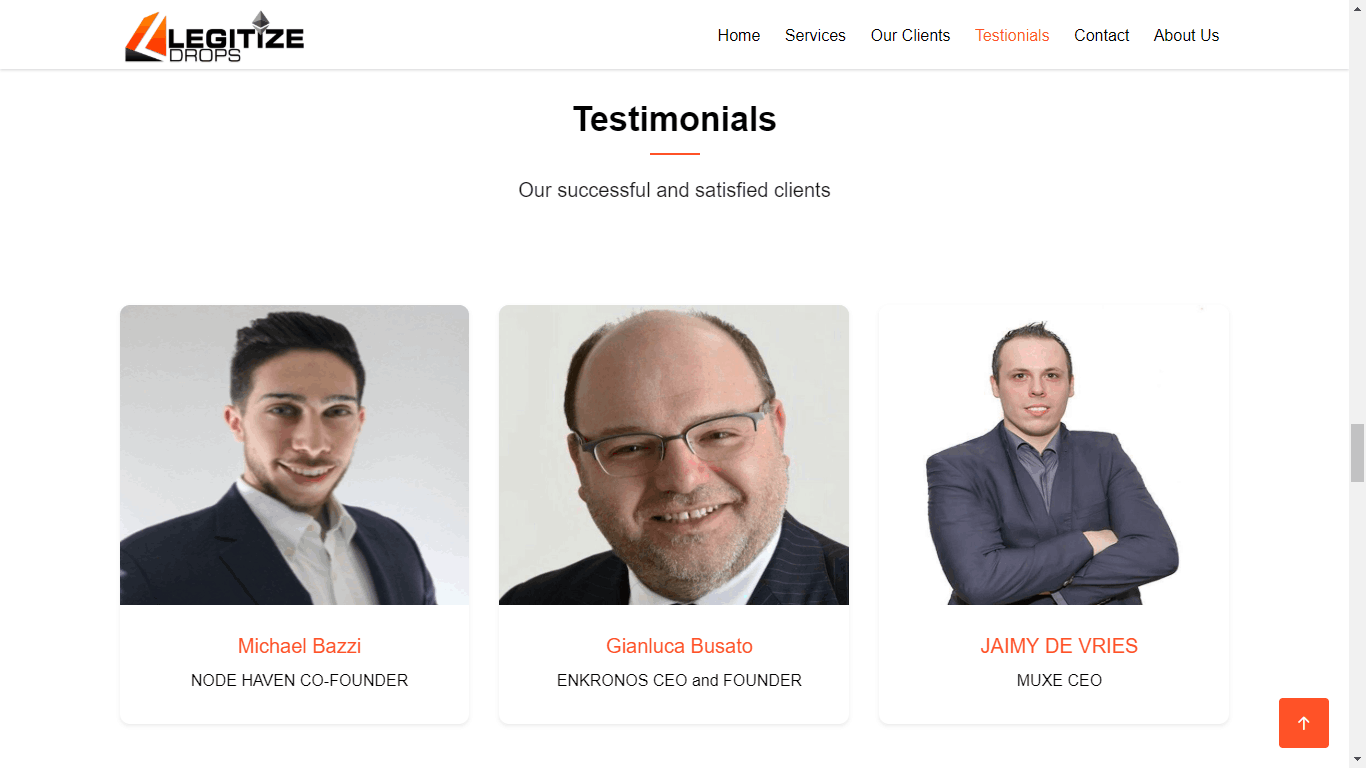 LEGITIZE
DROPS
Home Services Our Clients Testionials Contact About Us
Testimonials
Our successful and satisfied clients
Michael Bazzi
NODE HAVEN CO-FOUNDER
Gianluca Busato
ENKRONOS CEO and FOUNDER
JAIMY DE VRIES
MUXE CEO